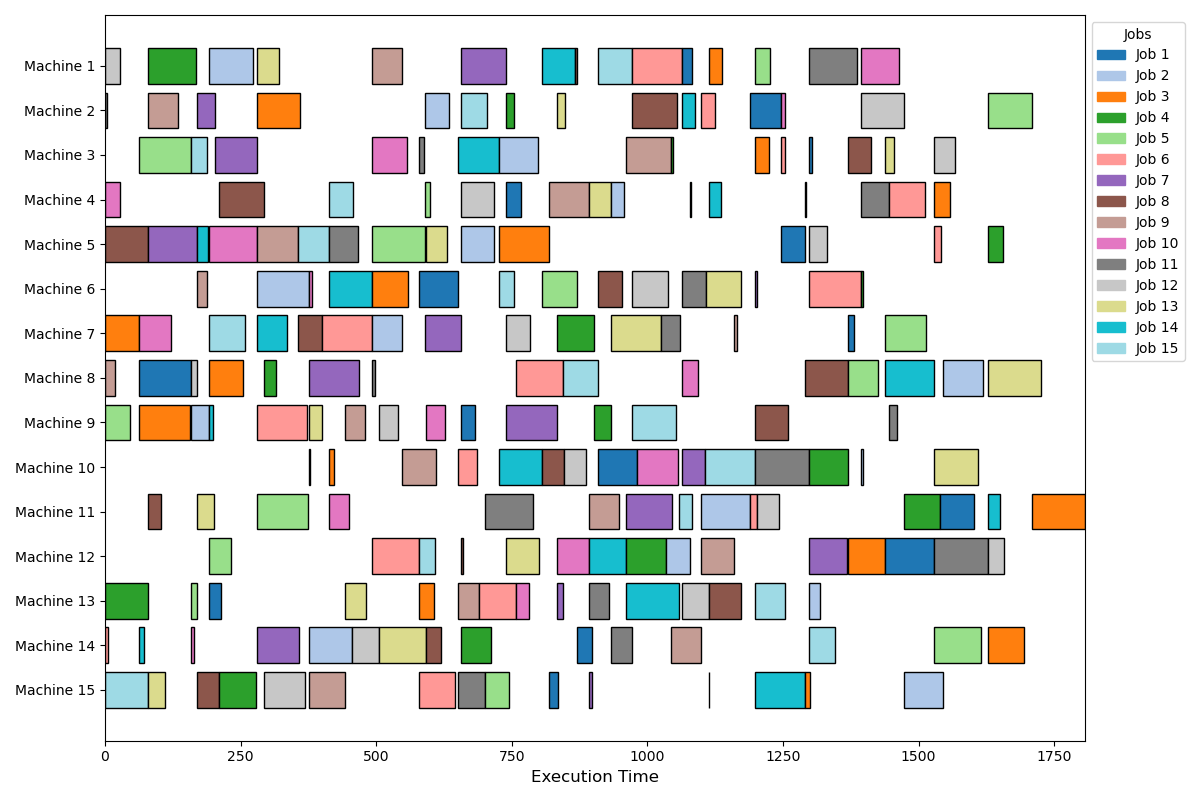 Machine 1
Machine 2
Machine 3
Machine 4
Machine 5
Machine 6
Machine 7
Machine 8
Machine 9
Machine 10
Machine 11
Machine 12
Machine 13
Machine 14
Machine 15
0 250 500 750 1000 1250 1500 1750
Execution Time
Jobs
Job 1
Job 2
Job 3
Job 4
Job 5
Job 6
Job 7
Job 8
Job 9
Job 10
Job 11
Job 12
Job 13
Job 14
Job 15